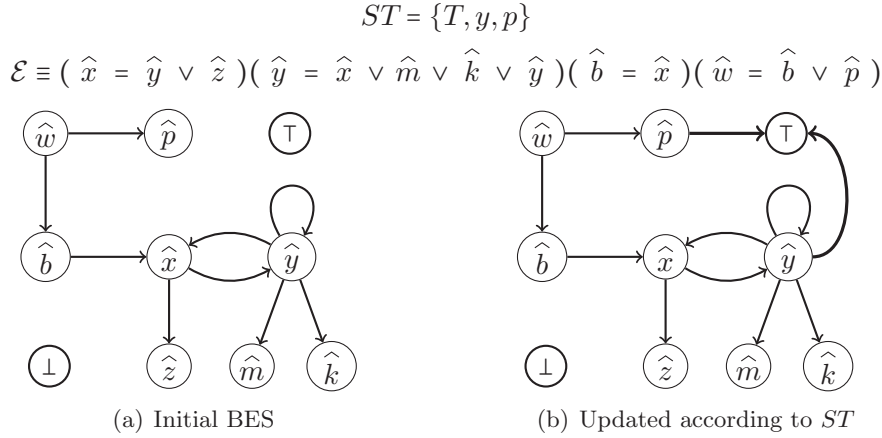 ST = {T, y, p}
ℰ ≡ ( x̂ = ŷ ∨ ẑ )( ŷ = x̂ ∨ m̂ ∨ k̂ ∨ ŷ )( b̂ = x̂ )( ŵ = b̂ ∨ p̂ )
ŵ p̂ ⊤ ŵ p̂ ⊤
b̂ x̂ ŷ b̂ x̂ ŷ
⊥ ẑ m̂ k̂ ⊥ ẑ m̂ k̂
(a) Initial BES (b) Updated according to ST